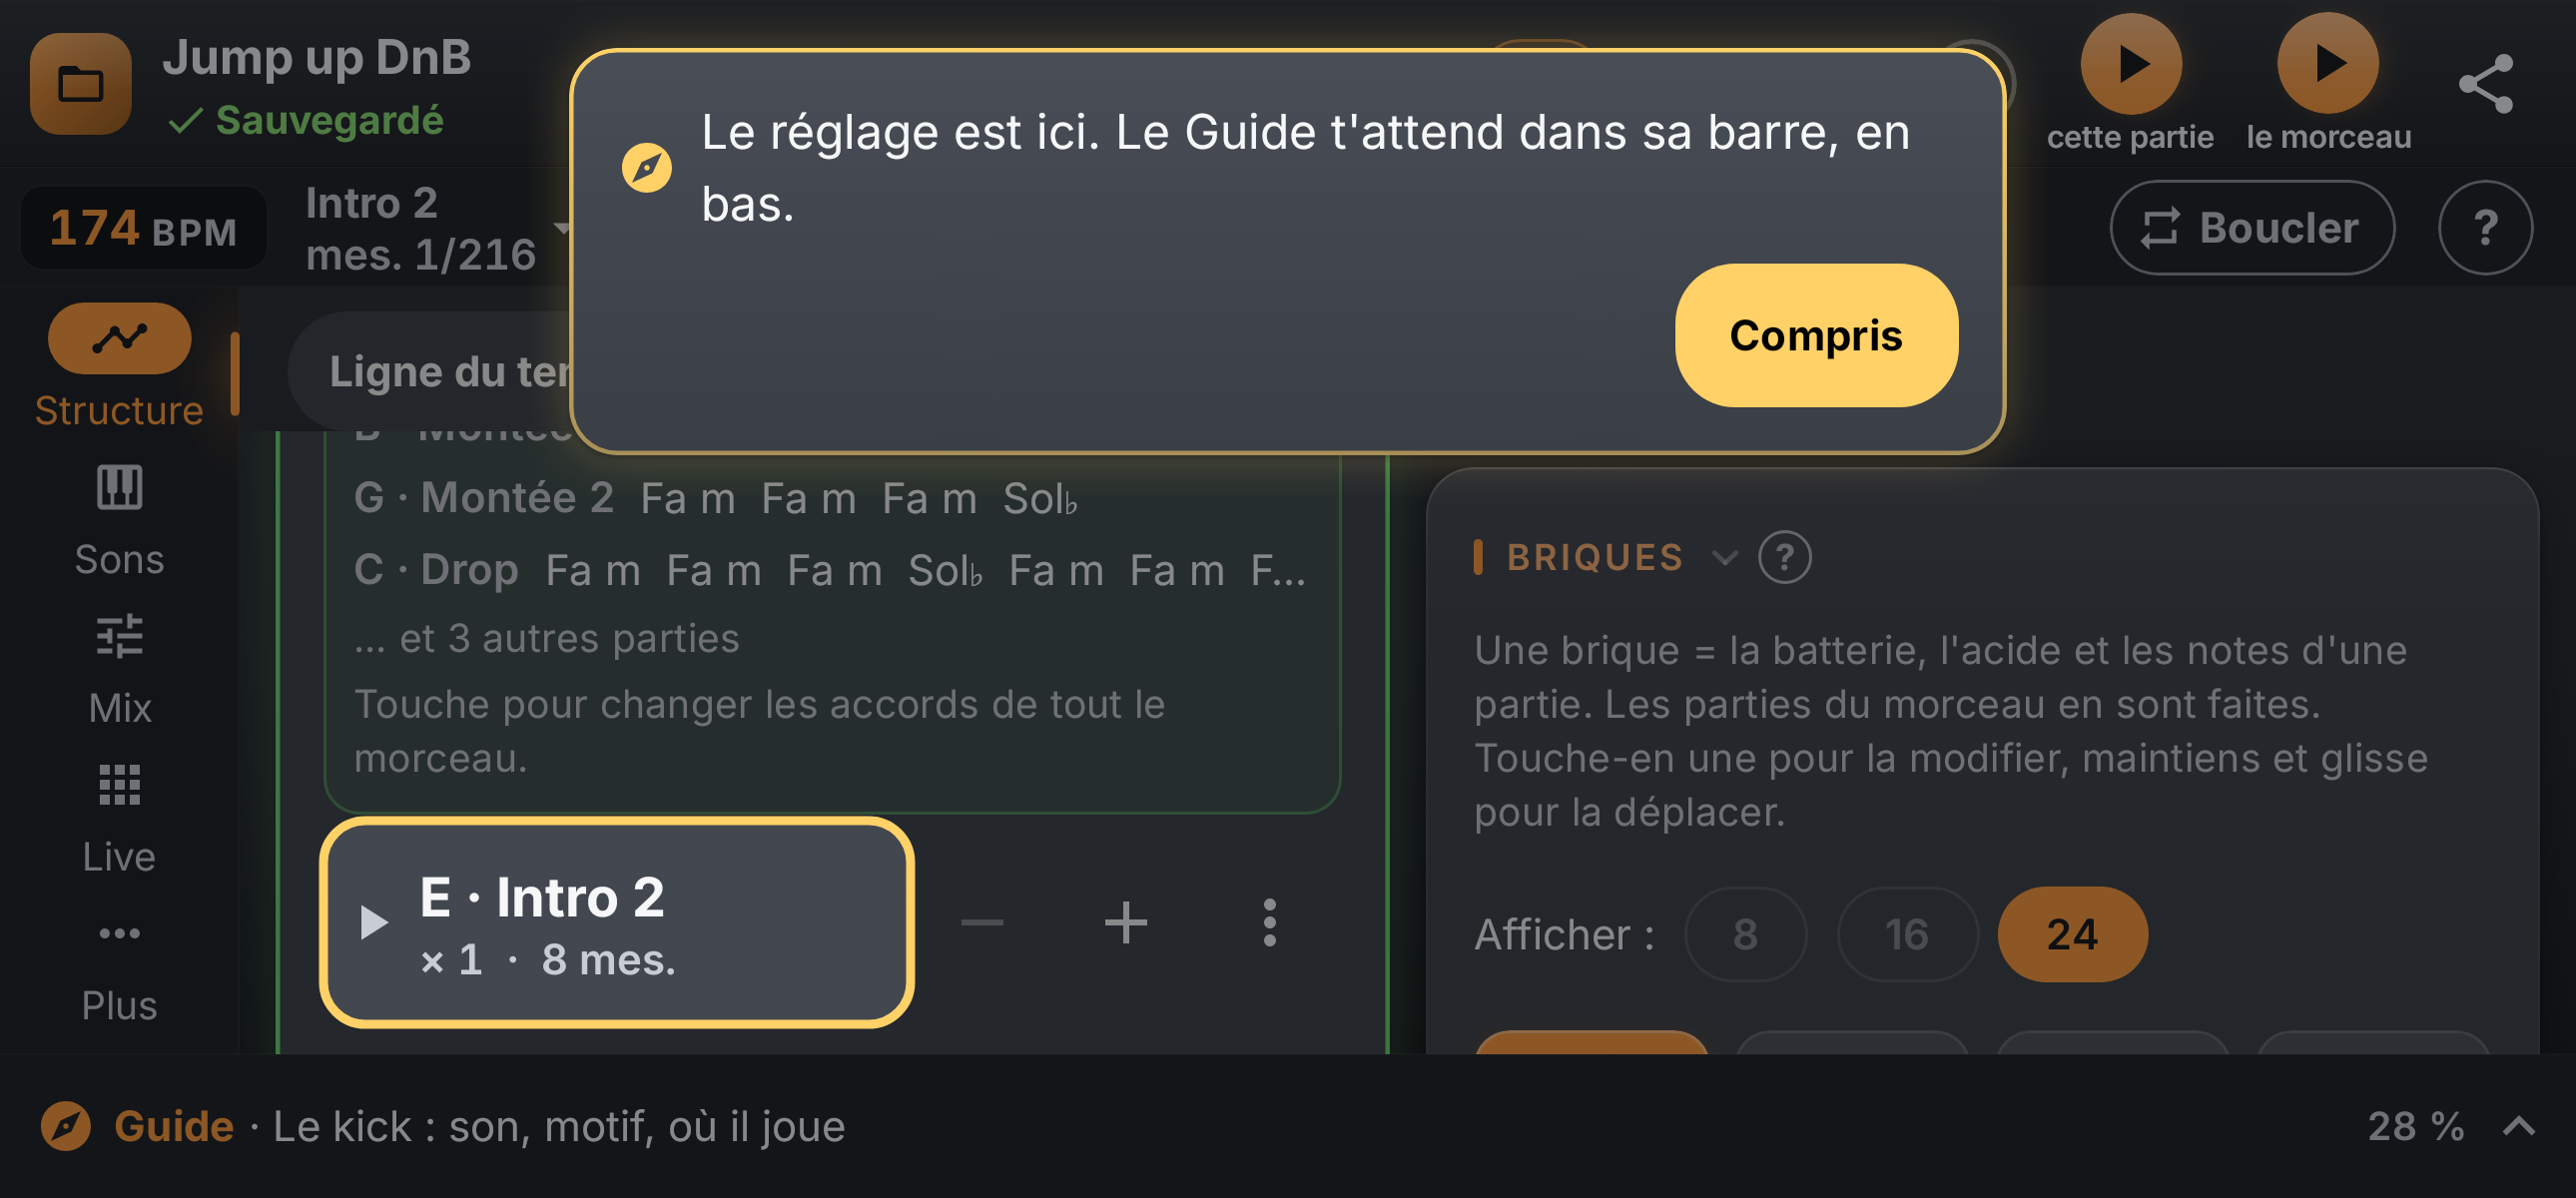 Jump up DnB
Sauvegardé
Le réglage est ici. Le Guide t'attend dans sa barre, en
bas.
Compris
cette partie
le morceau
174 BPM
Intro 2
mes. 1/216
Boucler
?
Structure
Sons
Mix
Live
Plus
Ligne du
G · Montée 2 Fa m Fa m Fa m Sol♭
C · Drop Fa m Fa m Fa m Sol♭ Fa m Fa m F...
... et 3 autres parties
Touche pour changer les accords de tout le
morceau.
E · Intro 2
× 1 · 8 mes.
BRIQUES ?
Une brique = la batterie, l'acide et les notes d'une
partie. Les parties du morceau en sont faites.
Touche-en une pour la modifier, maintiens et glisse
pour la déplacer.
Afficher : 8 16 24
Guide · Le kick : son, motif, où il joue
28 %